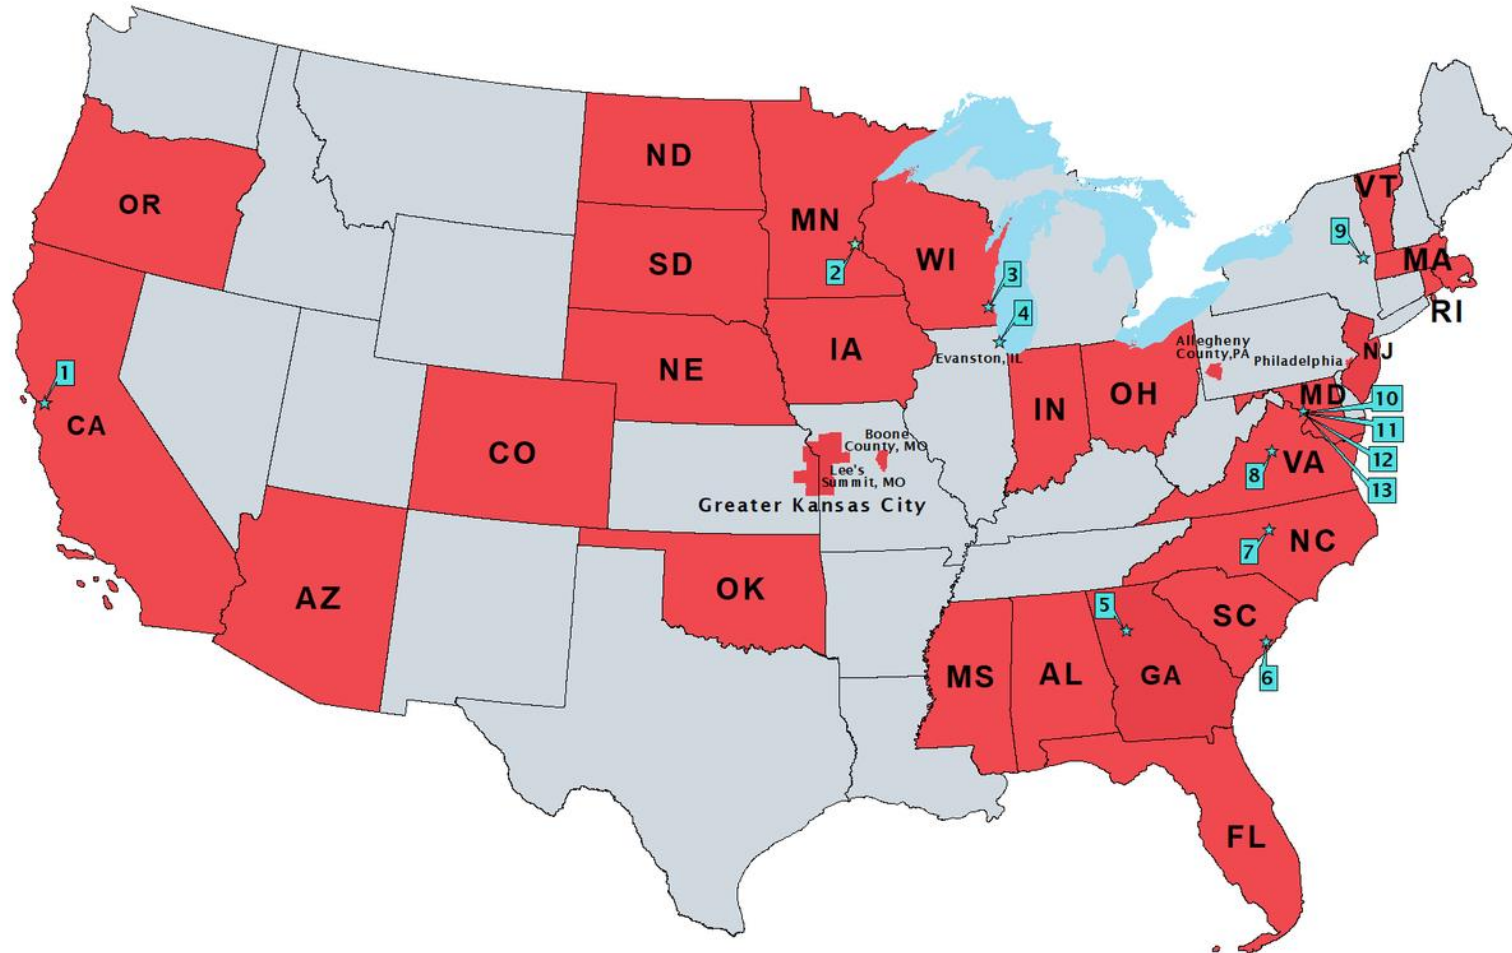 VT
ND
OR
MN
9
WI
MA
SD
2
3
RI
4
Allegheny
County,PA
IA
Evanston, IL
Philadelphia
NJ
NE
1
IN
OH
MD
10
CA
11
Boone
County, MO
CO
12
VA
Lee's
Summit, MO
8
13
Greater Kansas City
NC
7
OK
AZ
5
SC
MS
AL
GA
6
FL